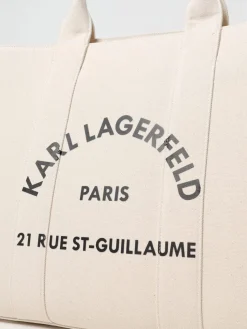 KARL LAGERFELD
PARIS
21 RUE ST-GUILLAUME